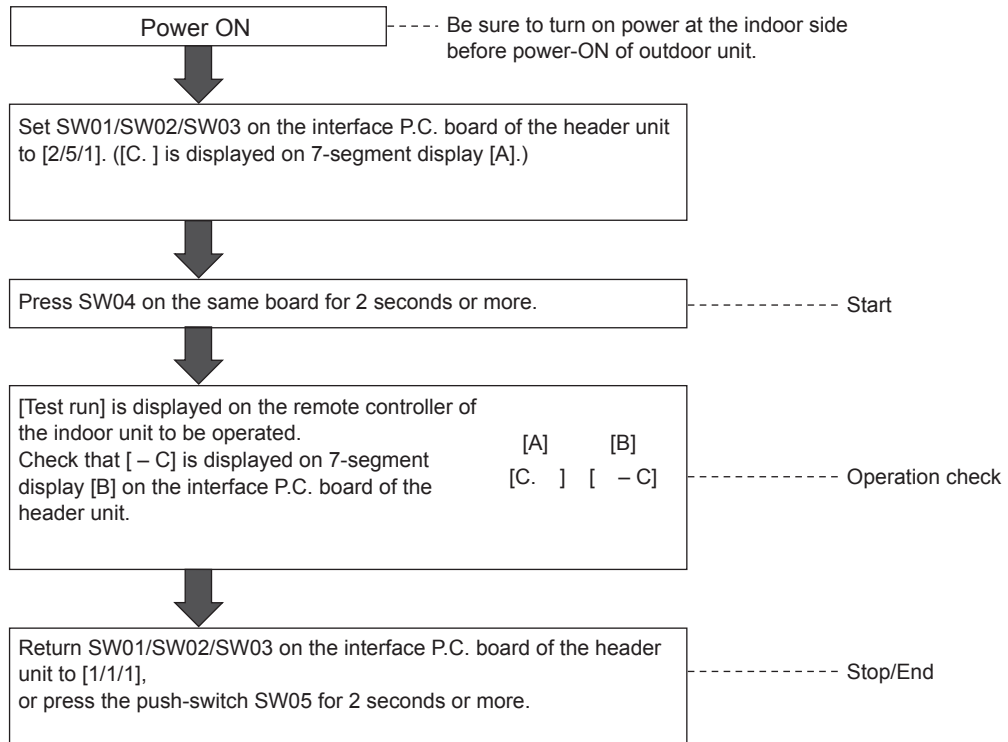 Power ON
Be sure to turn on power at the indoor side
before power-ON of outdoor unit.
Set SW01/SW02/SW03 on the interface P.C. board of the header unit
to [2/5/1]. ([C. ] is displayed on 7-segment display [A].)
Press SW04 on the same board for 2 seconds or more.
Start
[Test run] is displayed on the remote controller of
the indoor unit to be operated.
Check that [ – C] is displayed on 7-segment
display [B] on the interface P.C. board of the
header unit.
[A] [B]
[C. ] [ – C]
Operation check
Return SW01/SW02/SW03 on the interface P.C. board of the header
unit to [1/1/1],
or press the push-switch SW05 for 2 seconds or more.
Stop/End